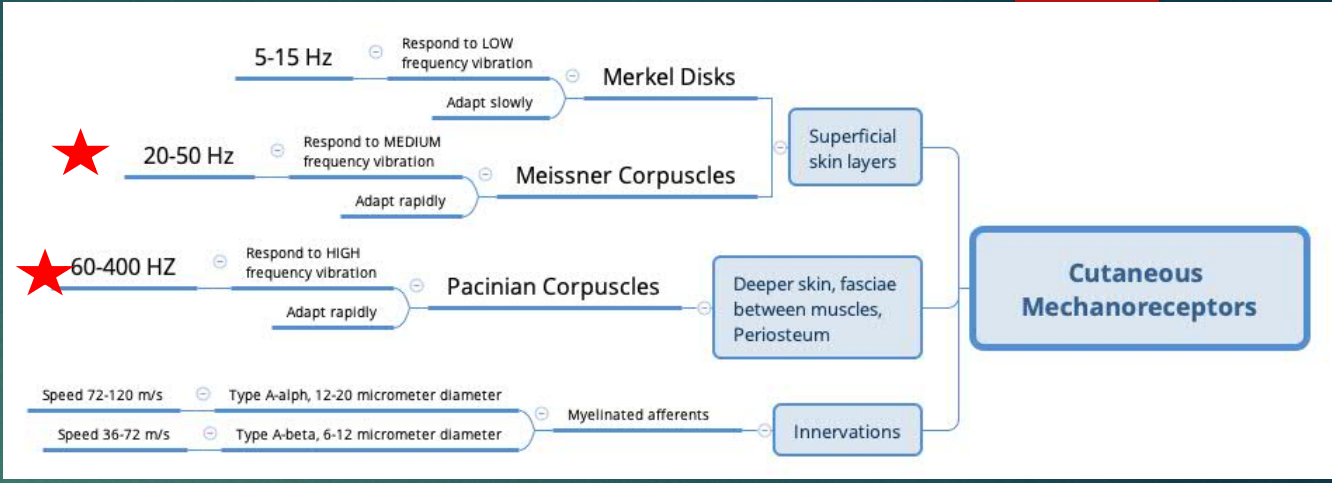 5-15 Hz
Respond to LOW
frequency vibration
Adapt slowly
Merkel Disks
20-50 Hz
Respond to MEDIUM
frequency vibration
Adapt rapidly
Meissner Corpuscles
Superficial
skin layers
60-400 HZ
Respond to HIGH
frequency vibration
Adapt rapidly
Pacinian Corpuscles
Deeper skin, fasciae
between muscles,
Periosteum
Cutaneous
Mechanoreceptors
Speed 72-120 m/s
Type A-alph, 12-20 micrometer diameter
Speed 36-72 m/s
Type A-beta, 6-12 micrometer diameter
Myelinated afferents
Innervations